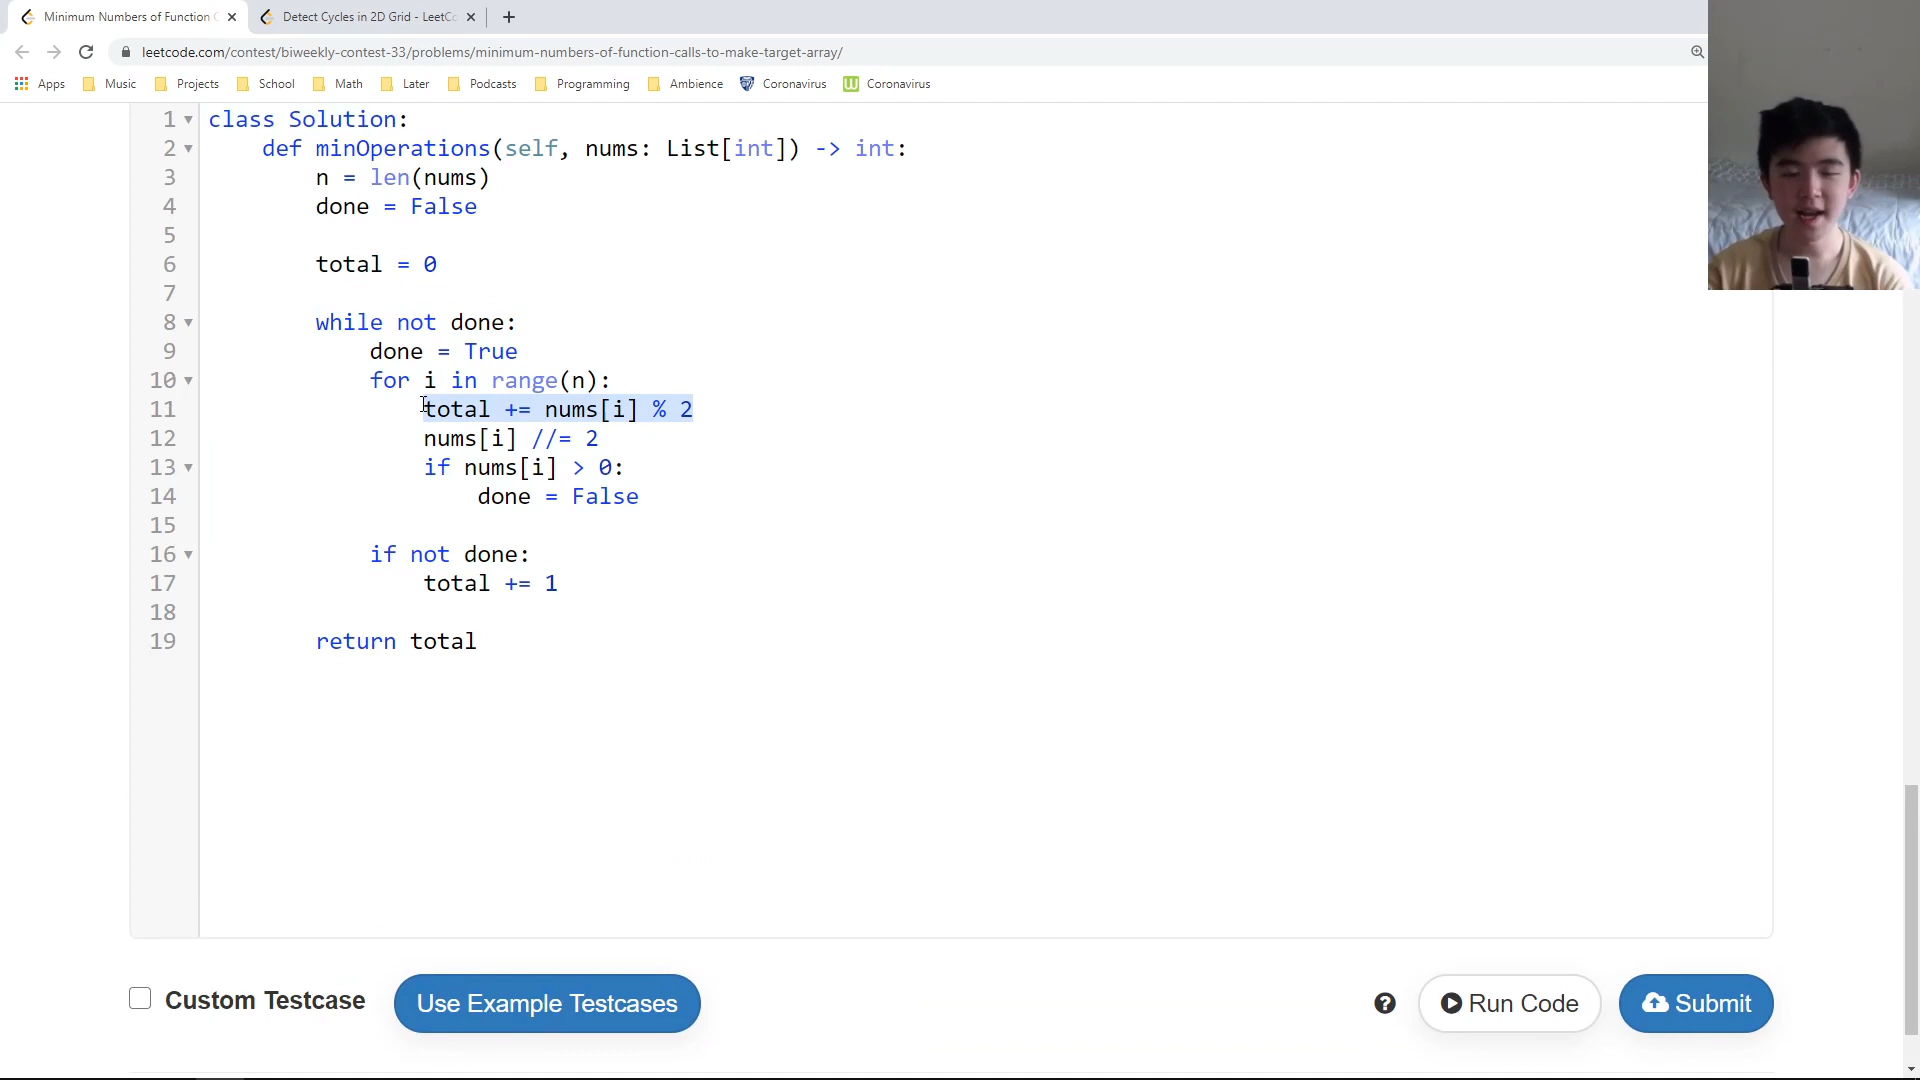 Minimum Numbers of Function C
Detect Cycles in 2D Grid - LeetCo
leetcode.com/contest/biweekly-contest-33/problems/minimum-numbers-of-function-calls-to-make-target-array/
Apps Music Projects School Math Later Podcasts Programming Ambience Coronavirus Coronavirus
1 class Solution:
2 def minOperations(self, nums: List[int]) -> int:
3 n = len(nums)
4 done = False
5
6 total = 0
7
8 while not done:
9 done = True
10 for i in range(n):
11 total += nums[i] % 2
12 nums[i] //= 2
13 if nums[i] > 0:
14 done = False
15
16 if not done:
17 total += 1
18
19 return total
Custom Testcase Use Example Testcases ? Run Code Submit